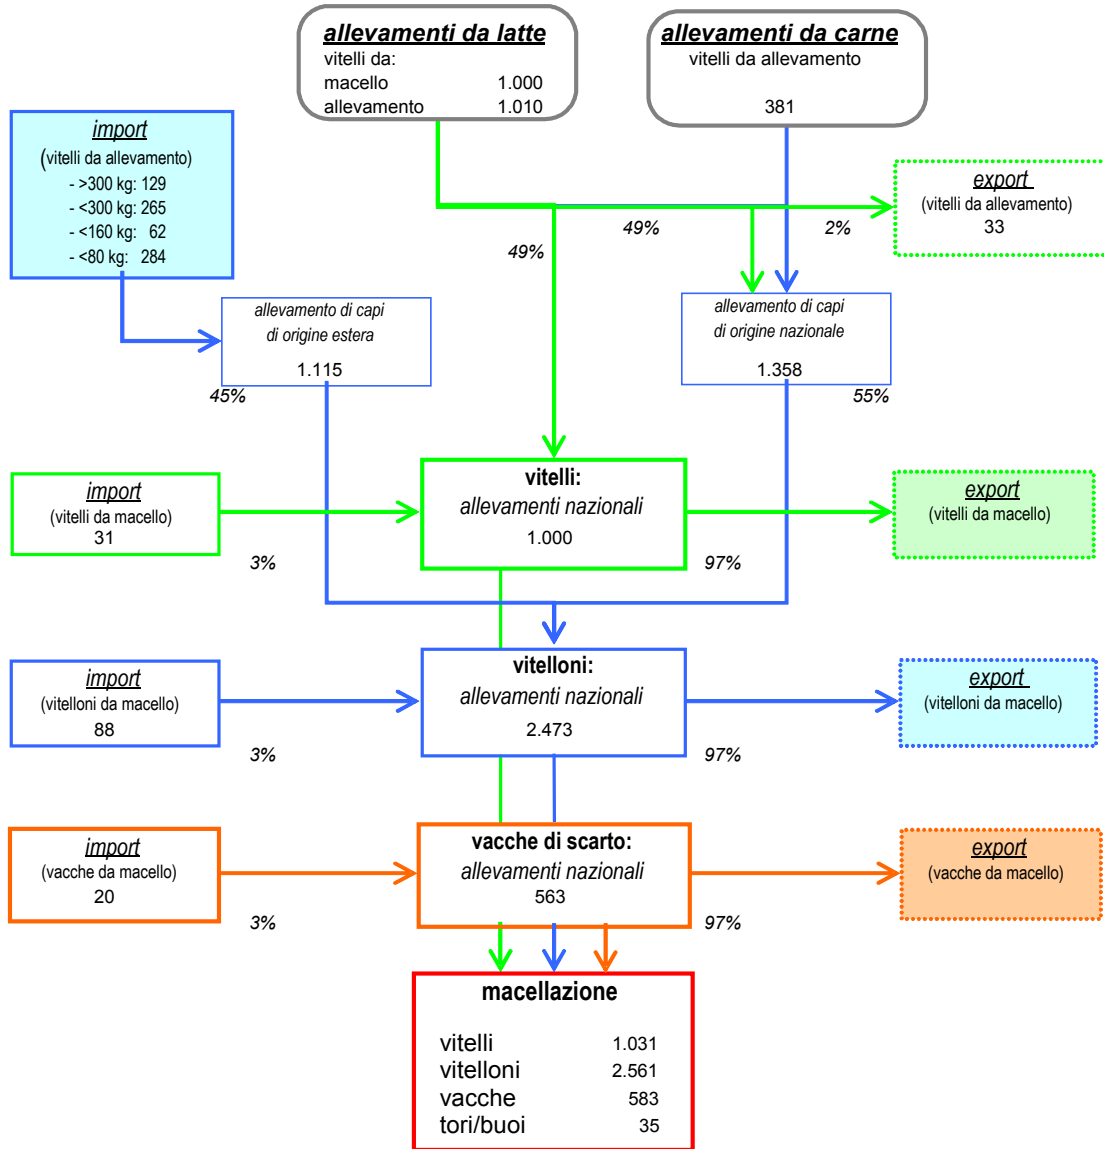 allevamenti da latte
vitelli da:
macello 1.000
allevamento 1.010
allevamenti da carne
vitelli da allevamento
381
import
(vitelli da allevamento)
- >300 kg: 129
- <300 kg: 265
- <160 kg: 62
- <80 kg: 284
export
(vitelli da allevamento)
33
49%
49%
2%
allevamento di capi
di origine estera
1.115
45%
allevamento di capi
di origine nazionale
1.358
55%
import
(vitelli da macello)
31
3%
vitelli:
allevamenti nazionali
1.000
97%
export
(vitelli da macello)
import
(vitelloni da macello)
88
3%
vitelloni:
allevamenti nazionali
2.473
97%
export
(vitelloni da macello)
import
(vacche da macello)
20
3%
vacche di scarto:
allevamenti nazionali
563
97%
export
(vacche da macello)
macellazione
vitelli 1.031
vitelloni 2.561
vacche 583
tori/buoi 35